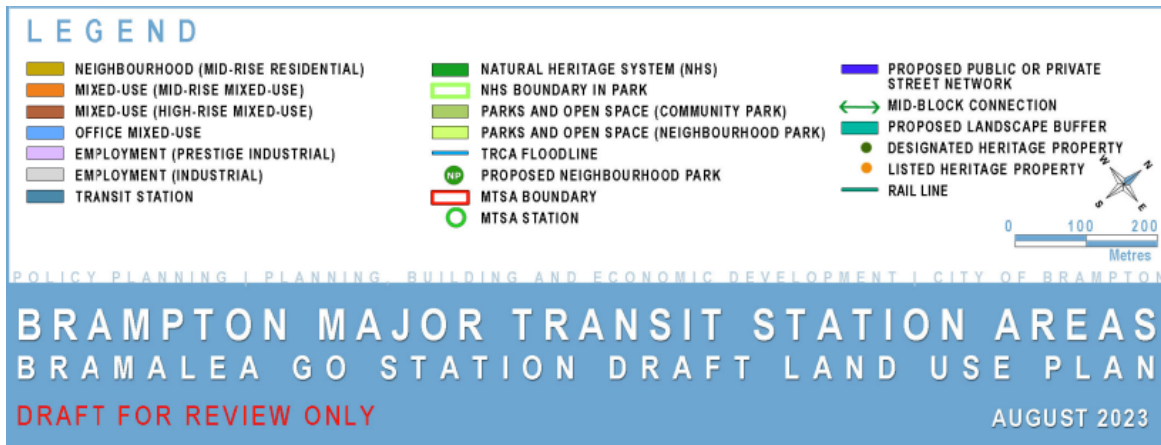 LEGEND
NEIGHBOURHOOD (MID-RISE RESIDENTIAL)
MIXED-USE (MID-RISE MIXED-USE)
MIXED-USE (HIGH-RISE MIXED-USE)
OFFICE MIXED-USE
EMPLOYMENT (PRESTIGE INDUSTRIAL)
EMPLOYMENT (INDUSTRIAL)
TRANSIT STATION
NATURAL HERITAGE SYSTEM (NHS)
NHS BOUNDARY IN PARK
PARKS AND OPEN SPACE (COMMUNITY PARK)
PARKS AND OPEN SPACE (NEIGHBOURHOOD PARK)
TRCA FLOODLINE
NP PROPOSED NEIGHBOURHOOD PARK
MTSA BOUNDARY
MTSA STATION
PROPOSED PUBLIC OR PRIVATE
STREET NETWORK
MID-BLOCK CONNECTION
PROPOSED LANDSCAPE BUFFER
DESIGNATED HERITAGE PROPERTY
LISTED HERITAGE PROPERTY
RAIL LINE
N
W
S
E
0 100 200
Metres
POLICY PLANNING | PLANNING, BUILDING AND ECONOMIC DEVELOPMENT | CITY OF BRAMPTON
BRAMPTON MAJOR TRANSIT STATION AREAS
BRAMALEA GO STATION DRAFT LAND USE PLAN
DRAFT FOR REVIEW ONLY
AUGUST 2023